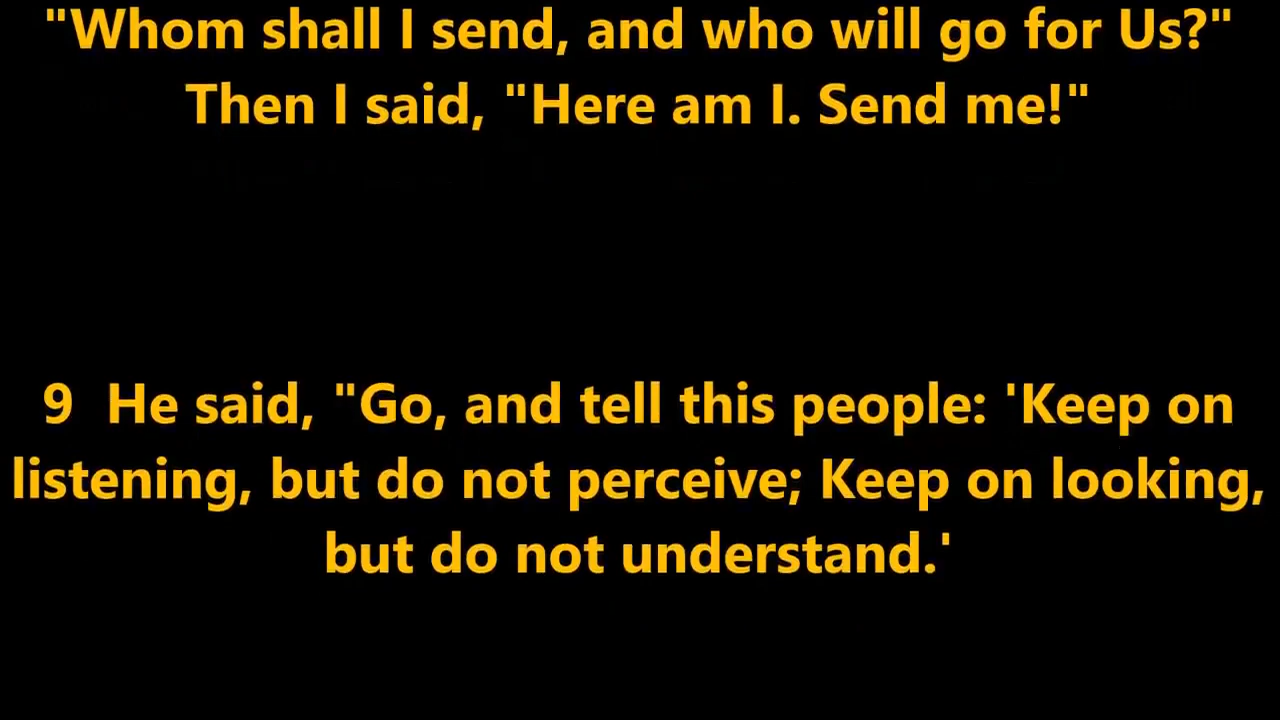 "Whom shall I send, and who will go for Us?"
Then I said, "Here am I. Send me!"
9  He said, "Go, and tell this people: 'Keep on
listening, but do not perceive; Keep on looking,
but do not understand.'